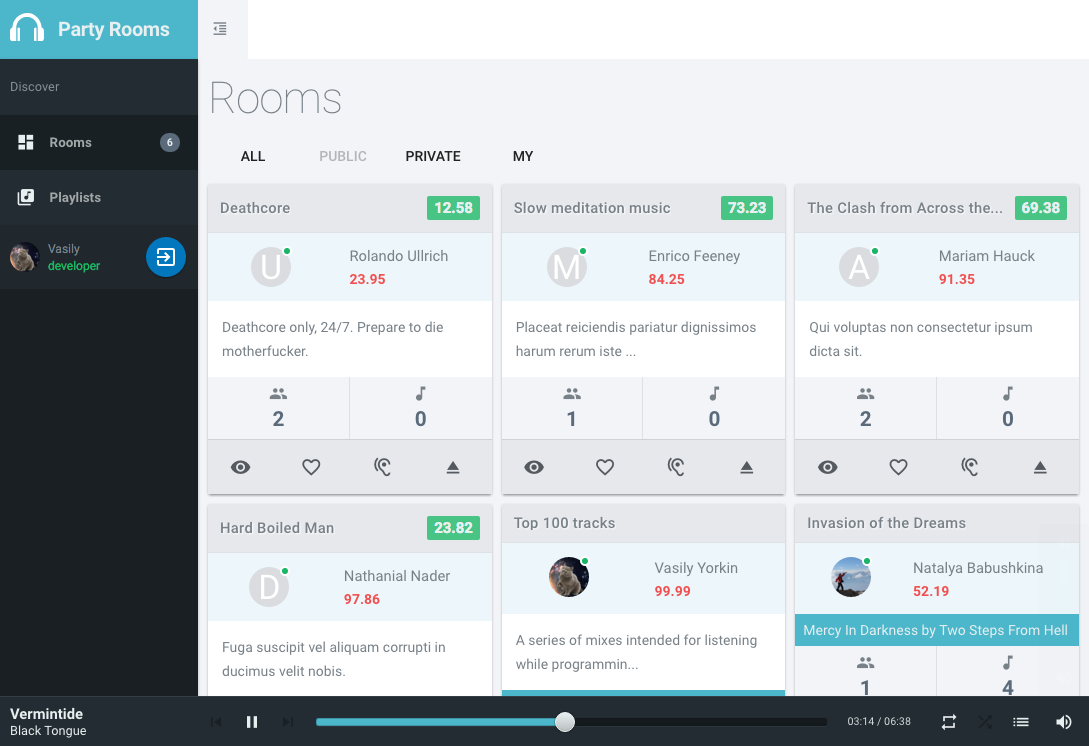 Party Rooms
Discover
Rooms
6
Playlists
Vasily
developer
Rooms
ALL
PUBLIC
PRIVATE
MY
Deathcore
12.58
U
Rolando Ullrich
23.95
Deathcore only, 24/7. Prepare to die
motherfucker.
2
0
Slow meditation music
73.23
M
Enrico Feeney
84.25
Placeat reiciendis pariatur dignissimos
harum rerum iste ...
1
0
The Clash from Across the...
69.38
A
Mariam Hauck
91.35
Qui voluptas non consectetur ipsum
dicta sit.
2
0
Hard Boiled Man
23.82
D
Nathanial Nader
97.86
Fuga suscipit vel aliquam corrupti in
ducimus velit nobis.
Top 100 tracks
Vasily Yorkin
99.99
A series of mixes intended for listening
while programmin...
Invasion of the Dreams
Natalya Babushkina
52.19
Mercy In Darkness by Two Steps From Hell
1
4
Vermintide
Black Tongue
03:14 / 06:38